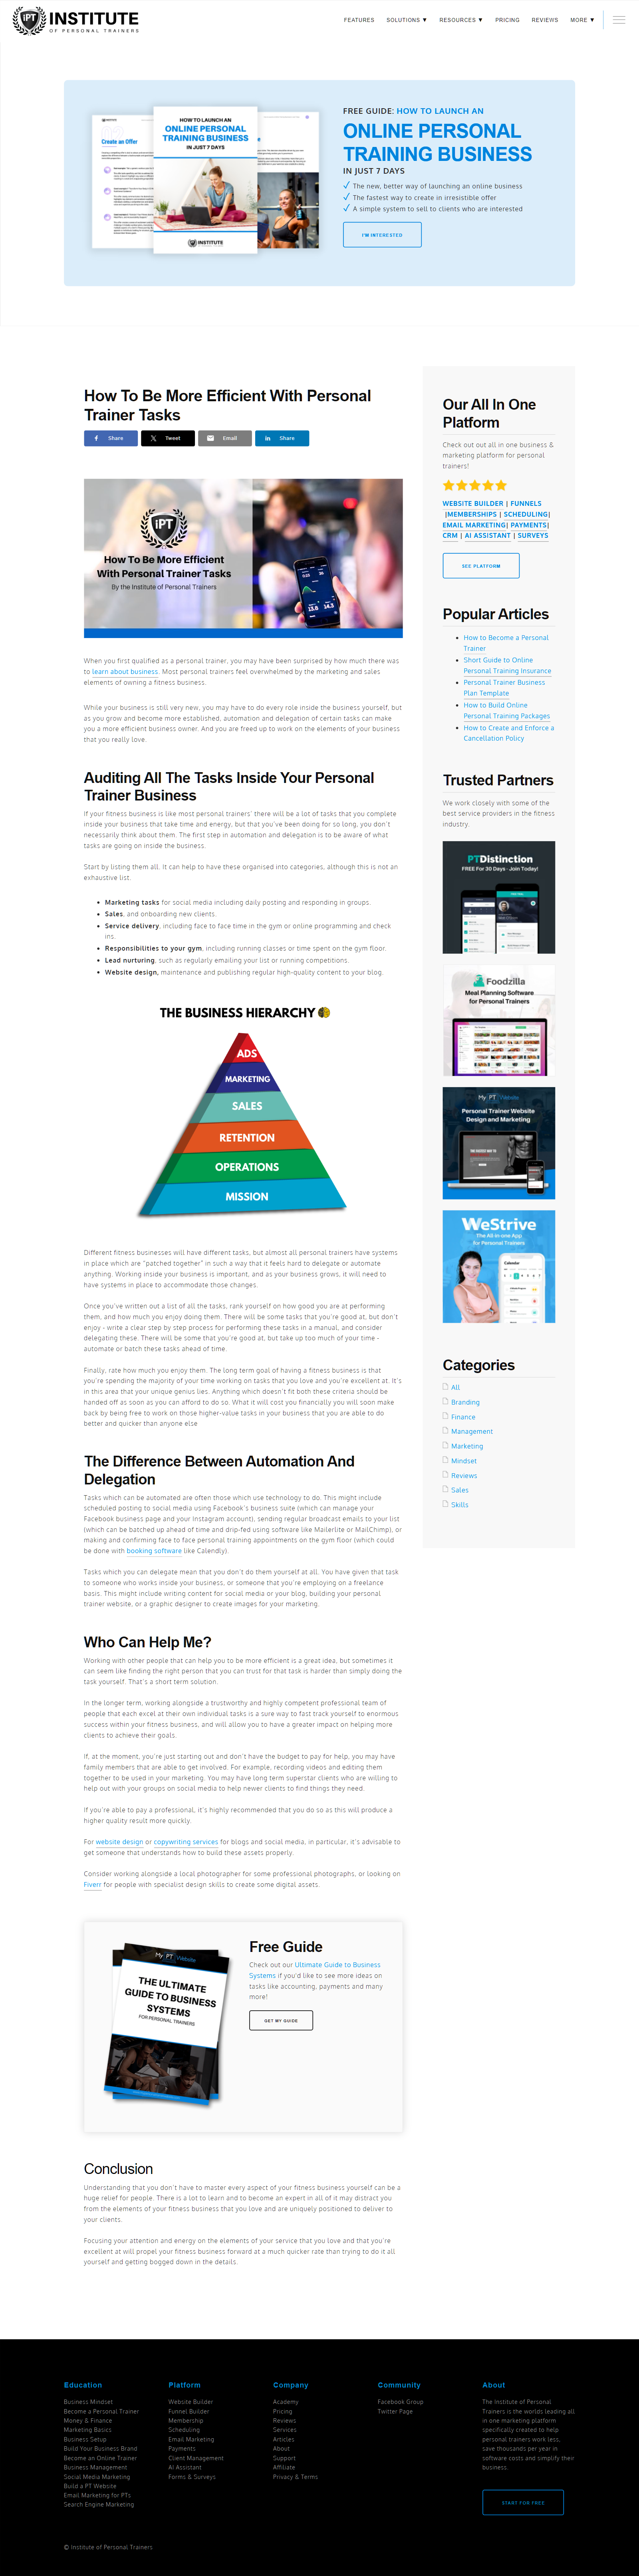 iPT INSTITUTE
OF PERSONAL TRAINERS
FEATURES SOLUTIONS ▼ RESOURCES ▼ PRICING REVIEWS MORE ▼
Create an Offer
HOW TO LAUNCH AN
ONLINE PERSONAL
TRAINING BUSINESS
IN JUST 7 DAYS
INSTITUTE
FREE GUIDE: HOW TO LAUNCH AN
ONLINE PERSONAL
TRAINING BUSINESS
IN JUST 7 DAYS
The new, better way of launching an online business
The fastest way to create in irresistible offer
A simple system to sell to clients who are interested
I'M INTERESTED
How To Be More Efficient With Personal
Trainer Tasks
Share Tweet Email Share
iPT
How To Be More Efficient
With Personal Trainer Tasks
By the Institute of Personal Trainers
When you first qualified as a personal trainer, you may have been surprised by how much there was
to learn about business. Most personal trainers feel overwhelmed by the marketing and sales
elements of owning a fitness business.
While your business is still very new, you may have to do every role inside the business yourself, but
as you grow and become more established, automation and delegation of certain tasks can make
you a more efficient business owner. And you are freed up to work on the elements of your business
that you really love.
Auditing All The Tasks Inside Your Personal
Trainer Business
If your fitness business is like most personal trainers' there will be a lot of tasks that you complete
inside your business that take time and energy, but that you've been doing for so long, you don't
necessarily think about them. The first step in automation and delegation is to be aware of what
tasks are going on inside the business.
Start by listing them all. It can help to have these organised into categories, although this is not an
exhaustive list.
Marketing tasks for social media including daily posting and responding in groups.
Sales, and onboarding new clients.
Service delivery, including face to face time in the gym or online programming and check
ins.
Responsibilities to your gym, including running classes or time spent on the gym floor.
Lead nurturing, such as regularly emailing your list or running competitions.
Website design, maintenance and publishing regular high-quality content to your blog.
THE BUSINESS HIERARCHY
ADS
MARKETING
SALES
RETENTION
OPERATIONS
MISSION
Different fitness businesses will have different tasks, but almost all personal trainers have systems
in place which are "patched together" in such a way that it feels hard to delegate or automate
anything. Working inside your business is important, and as your business grows, it will need to
have systems in place to accommodate those changes.
Once you've written out a list of all the tasks, rank yourself on how good you are at performing
them, and how much you enjoy doing them. There will be some tasks that you're good at, but don't
enjoy - write a clear step by step process for performing these tasks in a manual, and consider
delegating these. There will be some that you're good at, but take up too much of your time -
automate or batch these tasks ahead of time.
Finally, rate how much you enjoy them. The long term goal of having a fitness business is that
you're spending the majority of your time working on tasks that you love and you're excellent at. It's
in this area that your unique genius lies. Anything which doesn't fit both these criteria should be
handed off as soon as you can afford to do so. What it will cost you financially you will soon make
back by being free to work on those higher-value tasks in your business that you are able to do
better and quicker than anyone else
The Difference Between Automation And
Delegation
Tasks which can be automated are often those which use technology to do. This might include
scheduled posting to social media using Facebook's business suite (which can manage your
Facebook business page and your Instagram account), sending regular broadcast emails to your list
(which can be batched up ahead of time and drip-fed using software like Mailerlite or MailChimp), or
making and confirming face to face personal training appointments on the gym floor (which could
be done with booking software like Calendly).
Tasks which you can delegate mean that you don't do them yourself at all. You have given that task
to someone who works inside your business, or someone that you're employing on a freelance
basis. This might include writing content for social media or your blog, building your personal
trainer website, or a graphic designer to create images for your marketing.
Who Can Help Me?
Working with other people that can help you to be more efficient is a great idea, but sometimes it
can seem like finding the right person that you can trust for that task is harder than simply doing the
task yourself. That's a short term solution.
In the longer term, working alongside a trustworthy and highly competent professional team of
people that each excel at their own individual tasks is a sure way to fast track yourself to enormous
success within your fitness business, and will allow you to have a greater impact on helping more
clients to achieve their goals.
If, at the moment, you're just starting out and don't have the budget to pay for help, you may have
family members that are able to get involved. For example, recording videos and editing them
together to be used in your marketing. You may have long term superstar clients who are willing to
help out with your groups on social media to help newer clients to find things they need.
If you're able to pay a professional, it's highly recommended that you do so as this will produce a
higher quality result more quickly.
For website design or copywriting services for blogs and social media, in particular, it's advisable to
get someone that understands how to build these assets properly.
Consider working alongside a local photographer for some professional photographs, or looking on
Fiverr for people with specialist design skills to create some digital assets.
My PT Website
THE ULTIMATE
GUIDE TO BUSINESS
SYSTEMS
FOR PERSONAL TRAINERS
Free Guide
Check out our Ultimate Guide to Business
Systems if you'd like to see more ideas on
tasks like accounting, payments and many
more!
GET MY GUIDE
Conclusion
Understanding that you don't have to master every aspect of your fitness business yourself can be a
huge relief for people. There is a lot to learn and to become an expert in all of it may distract you
from the elements of your fitness business that you love and are uniquely positioned to deliver to
your clients.
Focusing your attention and energy on the elements of your service that you love and that you're
excellent at will propel your fitness business forward at a much quicker rate than trying to do it all
yourself and getting bogged down in the details.
Our All In One
Platform
Check out out all in one business &
marketing platform for personal
trainers!
WEBSITE BUILDER | FUNNELS
|MEMBERSHIPS | SCHEDULING|
EMAIL MARKETING| PAYMENTS|
CRM | AI ASSISTANT | SURVEYS
SEE PLATFORM
Popular Articles
How to Become a Personal
Trainer
Short Guide to Online
Personal Training Insurance
Personal Trainer Business
Plan Template
How to Build Online
Personal Training Packages
How to Create and Enforce a
Cancellation Policy
Trusted Partners
We work closely with some of the
best service providers in the fitness
industry.
PTDistinction
FREE For 30 Days - Join Today!
Foodzilla
Meal Planning Software
for Personal Trainers
My PT Website
Personal Trainer Website
Design and Marketing
WeStrive
The All in one App
for Personal Trainers
Calendar
Categories
All
Branding
Finance
Management
Marketing
Mindset
Reviews
Sales
Skills
Education
Business Mindset
Become a Personal Trainer
Money & Finance
Marketing Basics
Business Setup
Build Your Business Brand
Become an Online Trainer
Business Management
Social Media Marketing
Build a PT Website
Email Marketing for PTs
Search Engine Marketing
Platform
Website Builder
Funnel Builder
Membership
Scheduling
Email Marketing
Payments
Client Management
AI Assistant
Forms & Surveys
Company
Academy
Pricing
Reviews
Services
Articles
About
Support
Affiliate
Privacy & Terms
Community
Facebook Group
Twitter Page
About
The Institute of Personal
Trainers is the worlds leading all
in one marketing platform
specifically created to help
personal trainers work less,
save thousands per year in
software costs and simplify their
business.
START FOR FREE
© Institute of Personal Trainers